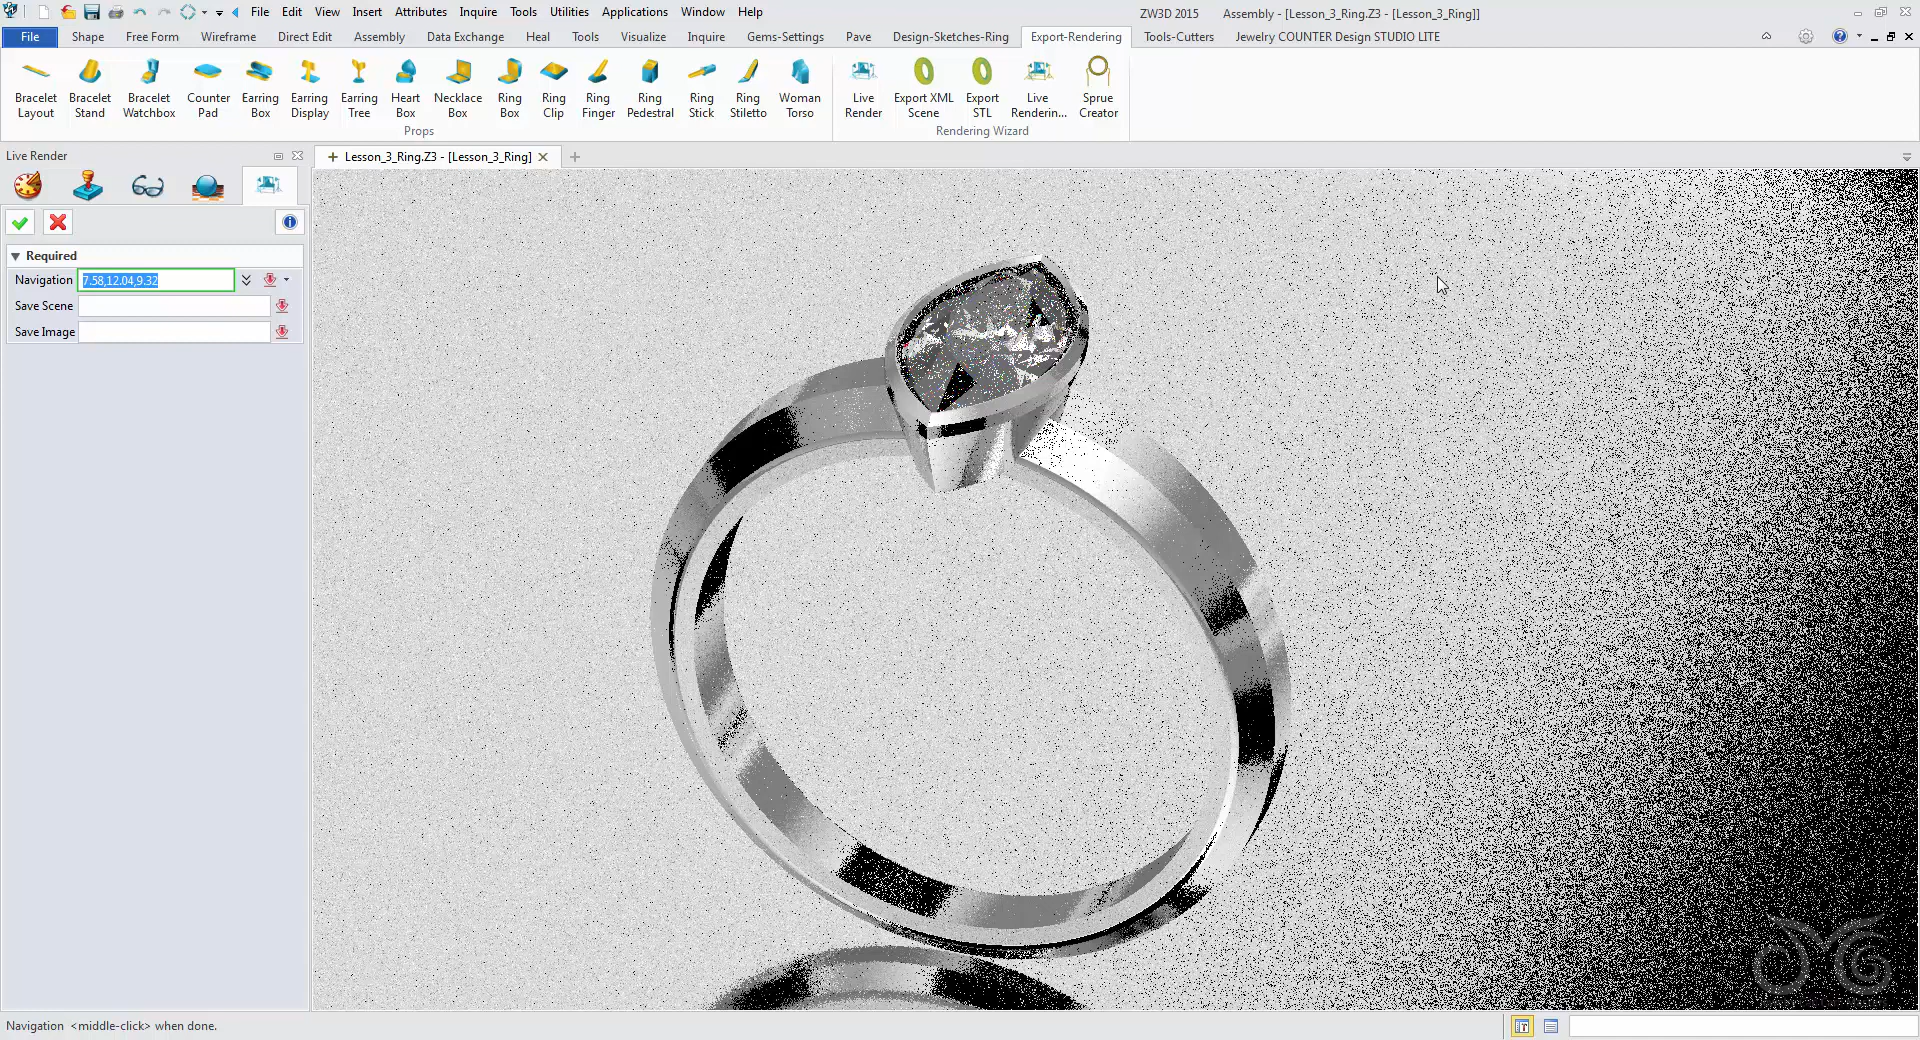 File Edit View Insert Attributes Inquire Tools Utilities Applications Window Help ZW3D 2015 Assembly - [Lesson_3_Ring.Z3 - [Lesson_3_Ring]]
File Shape Free Form Wireframe Direct Edit Assembly Data Exchange Heal Tools Visualize Inquire Gems-Settings Pave Design-Sketches-Ring Export-Rendering Tools-Cutters Jewelry COUNTER Design STUDIO LITE
Bracelet Bracelet Bracelet Counter Earring Earring Earring Heart Necklace Ring Ring Ring Ring Ring Ring Woman Live Export XML Export Live Sprue
Layout Stand Watchbox Pad Box Display Tree Box Box Box Clip Finger Pedestral Stick Stiletto Torso Render Scene STL Renderin... Creator
Props Rendering Wizard
Live Render Lesson_3_Ring.Z3 - [Lesson_3_Ring]
Required
Navigation 7.58,12.04,9.32
Save Scene
Save Image
Navigation <middle-click> when done.